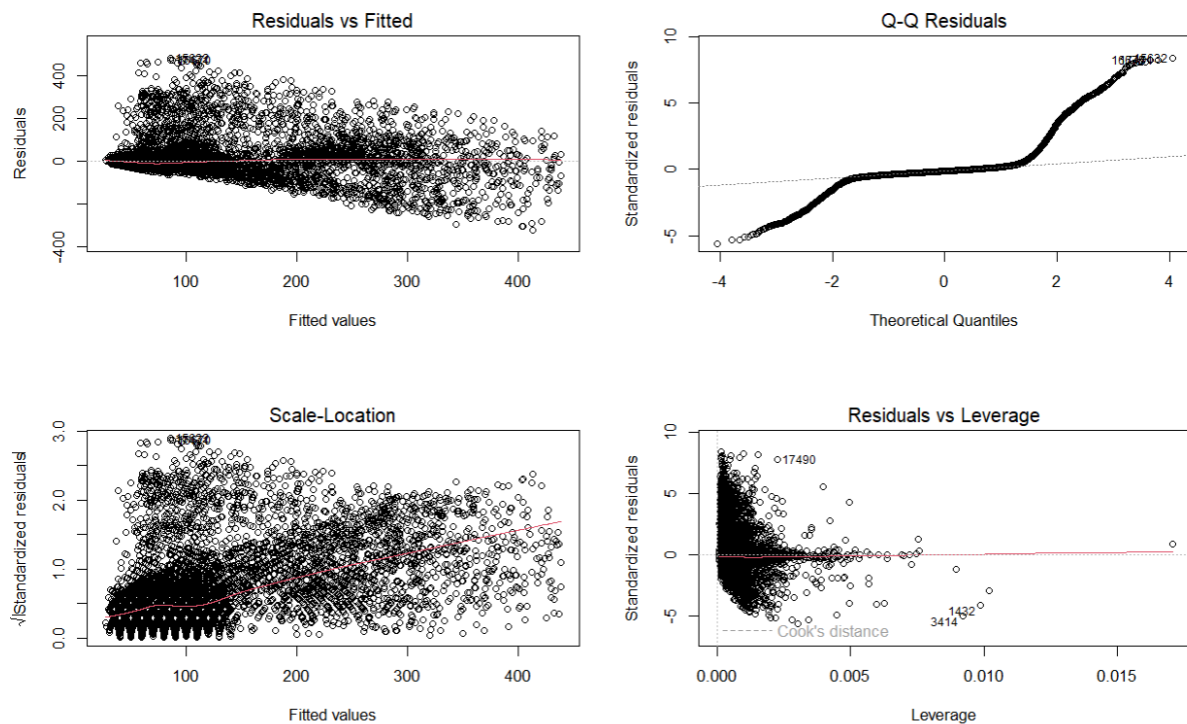 Residuals vs Fitted
Residuals
400
200
0
-400
100
200
300
400
Fitted values
Q-Q Residuals
Standardized residuals
10
5
0
-5
-4
-2
0
2
4
Theoretical Quantiles
Scale-Location
√|Standardized residuals|
3.0
2.0
1.0
0.0
100
200
300
400
Fitted values
Residuals vs Leverage
Standardized residuals
10
5
0
-5
17490
1432
3414
Cook's distance
0.000
0.005
0.010
0.015
Leverage